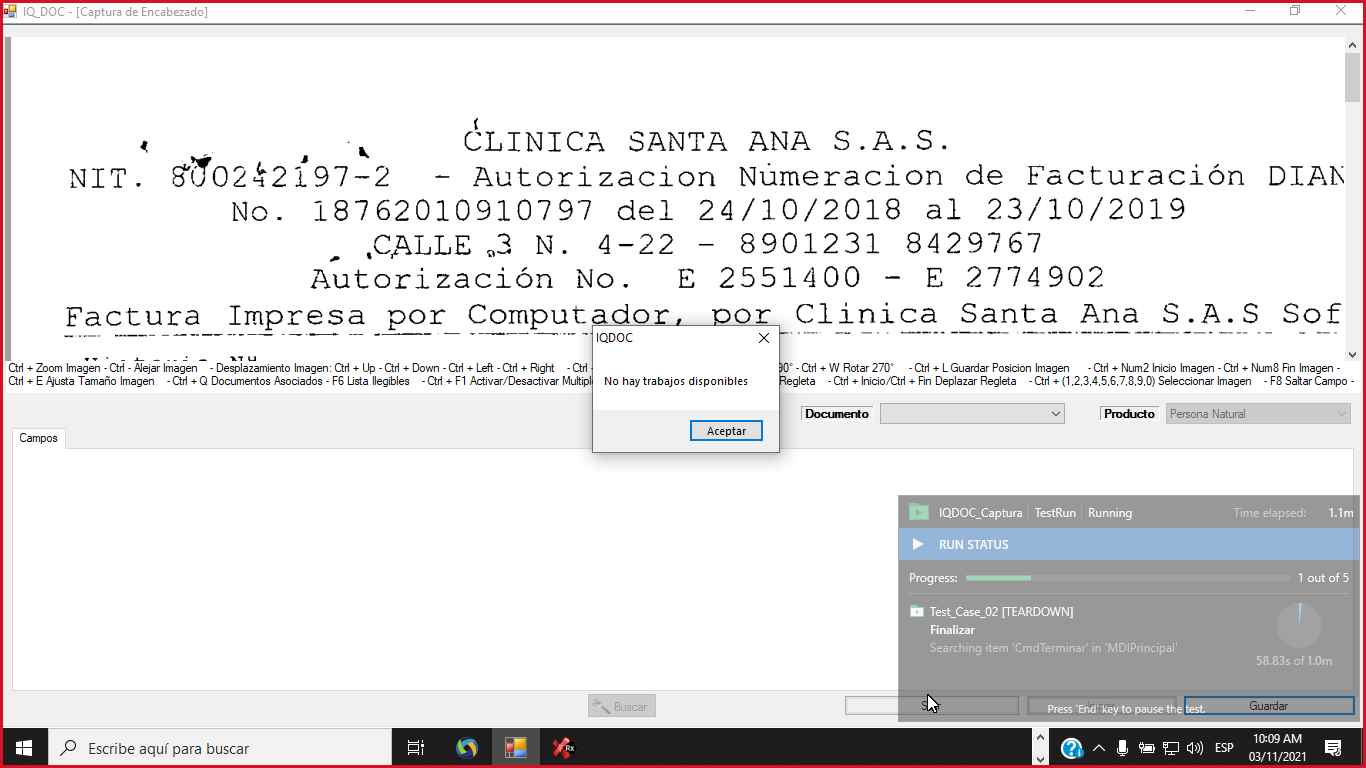 IQ_DOC - [Captura de Encabezado]
CLINICA SANTA ANA S.A.S.
NIT. 800242197-2 - Autorizacion Númeracion de Facturación DIAN
No. 18762010910797 del 24/10/2018 al 23/10/2019
CALLE 3 N. 4-22 - 8901231 8429767
Autorización No. E 2551400 - E 2774902
Factura Impresa por Computador, por Clinica Santa Ana S.A.S Sof
Ctrl + Zoom Imagen - Ctrl - Alejar Imagen - Desplazamiento Imagen: Ctrl + Up - Ctrl + Down - Ctrl + Left - Ctrl + Right - Ctrl 90° - Ctrl + W Rotar 270° - Ctrl + L Guardar Posicion Imagen - Ctrl + Num2 Inicio Imagen - Ctrl + Num8 Fin Imagen -
Ctrl + E Ajusta Tamaño Imagen - Ctrl + Q Documentos Asociados - F6 Lista Ilegibles - Ctrl + F1 Activar/Desactivar Regleta - Ctrl + Inicio/Ctrl + Fin Deplazar Regleta - Ctrl + (1,2,3,4,5,6,7,8,9,0) Seleccionar Imagen - F8 Saltar Campo -
IQDOC
No hay trabajos disponibles
Aceptar
Documento
Producto
Persona Natural
Campos
IQDOC_Captura TestRun Running Time elapsed: 1.1m
RUN STATUS
Progress: 1 out of 5
Test_Case_02 [TEARDOWN]
Finalizar
Searching item 'CmdTerminar' in 'MDIPrincipal'
58.83s of 1.0m
Buscar
Press 'End' key to pause the test.
Guardar
Escribe aquí para buscar
Rx
ESP
10:09 AM
03/11/2021